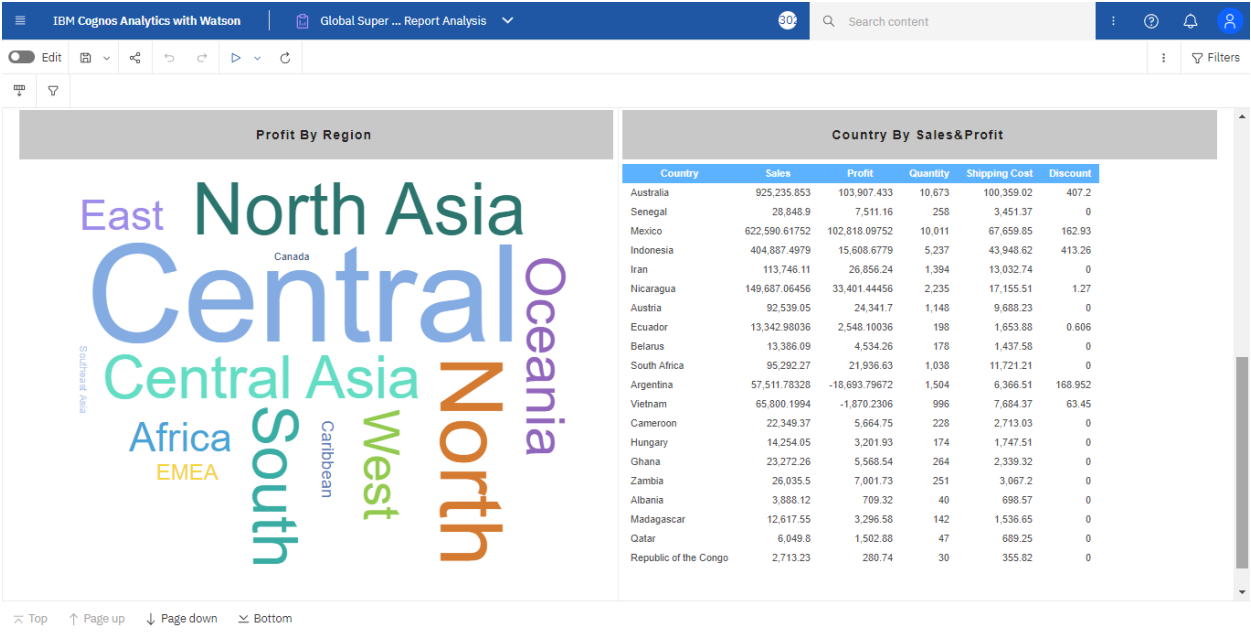 IBM Cognos Analytics with Watson
Global Super ... Report Analysis
302
Search content
Edit
Filters
Profit By Region
East
North Asia
Canada
Central
Oceania
Southeast Asia
Central Asia
North
Africa
South
Caribbean
West
EMEA
Country By Sales&Profit
Country Sales Profit Quantity Shipping Cost Discount
Australia 925,235.853 103,907.433 10,673 100,359.02 407.2
Senegal 28,848.9 7,511.16 258 3,451.37 0
Mexico 622,590.61752 102,818.09752 10,011 67,659.85 162.93
Indonesia 404,887.4979 15,608.6779 5,237 43,948.62 413.26
Iran 113,746.11 26,856.24 1,394 13,032.74 0
Nicaragua 149,687.06456 33,401.44456 2,235 17,155.51 1.27
Austria 92,539.05 24,341.7 1,148 9,688.23 0
Ecuador 13,342.98036 2,548.10036 198 1,653.88 0.606
Belarus 13,386.09 4,534.26 178 1,437.58 0
South Africa 95,292.27 21,936.63 1,038 11,721.21 0
Argentina 57,511.78328 -18,693.79672 1,504 6,366.51 168.952
Vietnam 65,800.1994 -1,870.2306 996 7,684.37 63.45
Cameroon 22,349.37 5,664.75 228 2,713.03 0
Hungary 14,254.05 3,201.93 174 1,747.51 0
Ghana 23,272.26 5,568.54 264 2,339.32 0
Zambia 26,035.5 7,001.73 251 3,067.2 0
Albania 3,888.12 709.32 40 698.57 0
Madagascar 12,617.55 3,296.58 142 1,536.65 0
Qatar 6,049.8 1,502.88 47 689.25 0
Republic of the Congo 2,713.23 280.74 30 355.82 0
Top Page up Page down Bottom